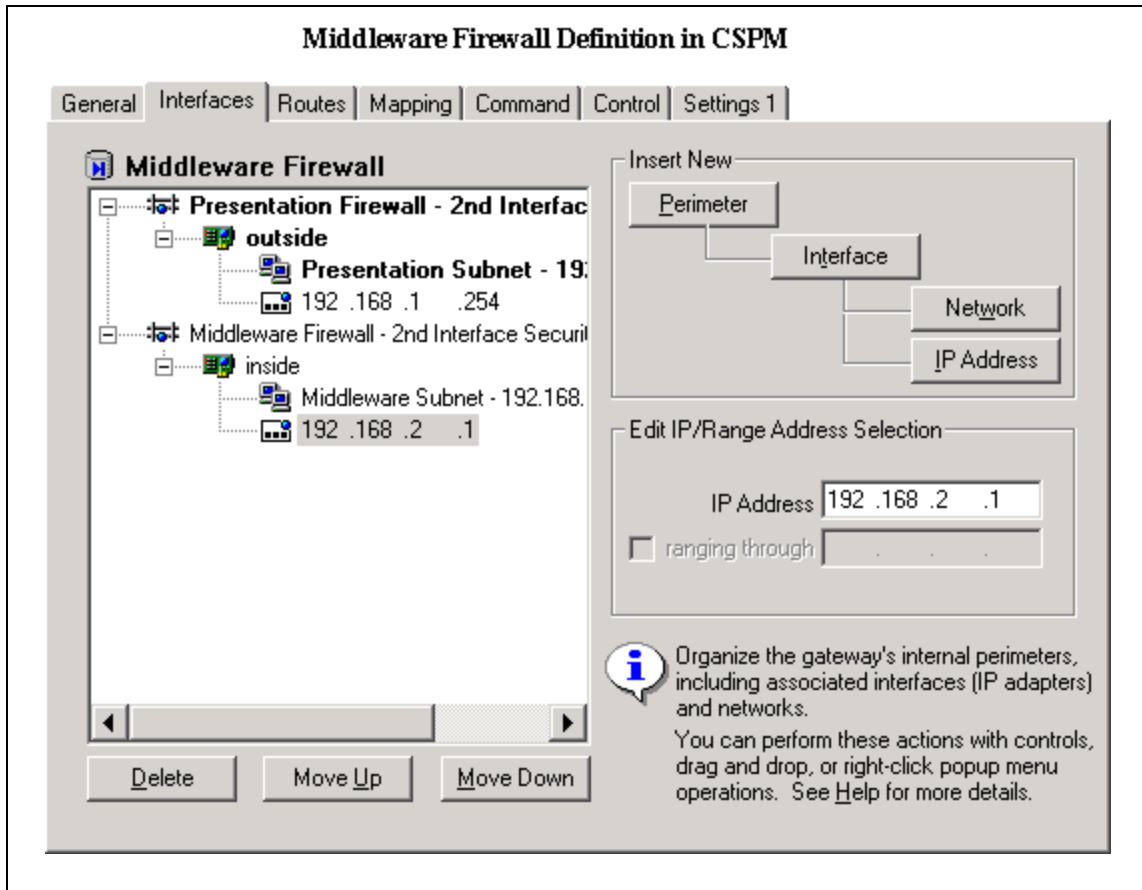 Middleware Firewall Definition in CSPM
General Interfaces Routes Mapping Command Control Settings 1
Middleware Firewall
Presentation Firewall - 2nd Interfac
outside
Presentation Subnet - 19
192 .168 .1 .254
Middleware Firewall - 2nd Interface Securi
inside
Middleware Subnet - 192.168.
192 .168 .2 .1
Delete Move Up Move Down
Insert New
Perimeter
Interface
Network
IP Address
Edit IP/Range Address Selection
IP Address 192 .168 .2 .1
ranging through . . .
Organize the gateway's internal perimeters,
including associated interfaces (IP adapters)
and networks.
You can perform these actions with controls,
drag and drop, or right-click popup menu
operations. See Help for more details.